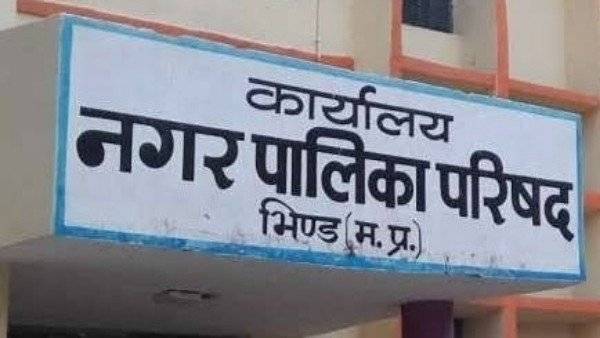 कार्यालय
नगर पालिका परिषद
भिण्ड (म. प्र.)